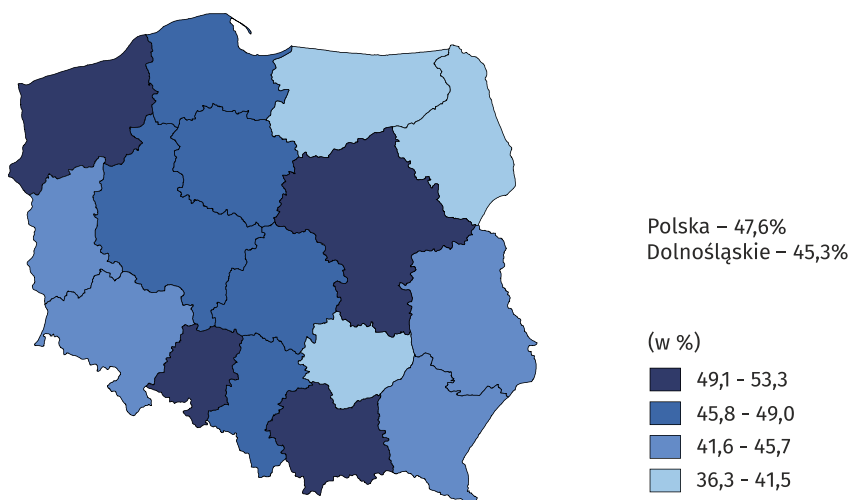 Polska – 47,6%
Dolnośląskie – 45,3%
(w %)
49,1 - 53,3
45,8 - 49,0
41,6 - 45,7
36,3 - 41,5